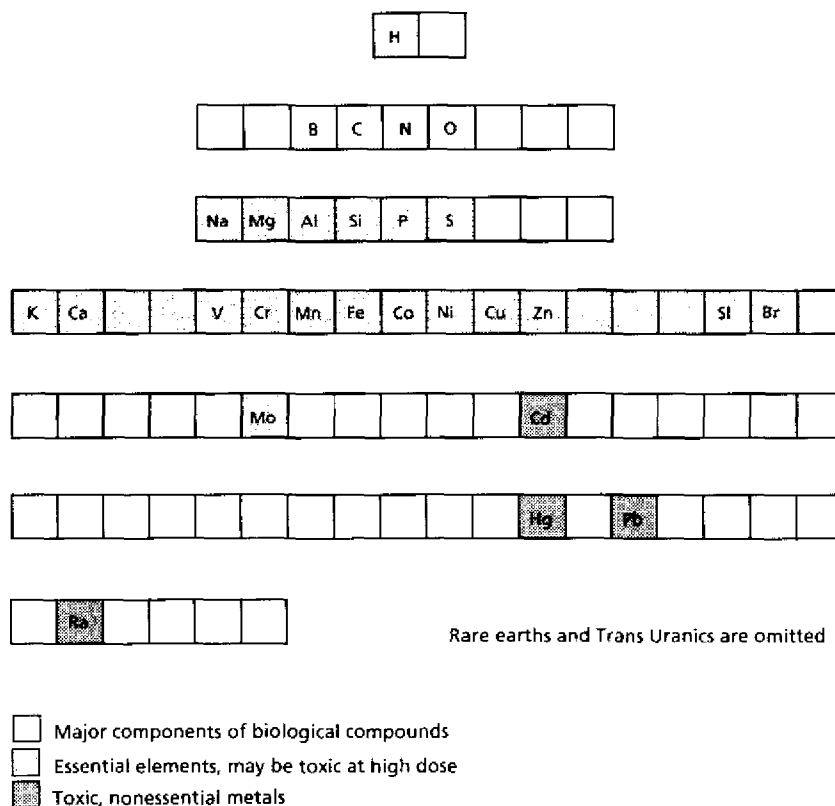 H
B C N O
Na Mg Al Si P S
K Ca V Cr Mn Fe Co Ni Cu Zn Sl Br
Mo Cd
Hg Pb
Ra
Rare earths and Trans Uranics are omitted
Major components of biological compounds
Essential elements, may be toxic at high dose
Toxic, nonessential metals